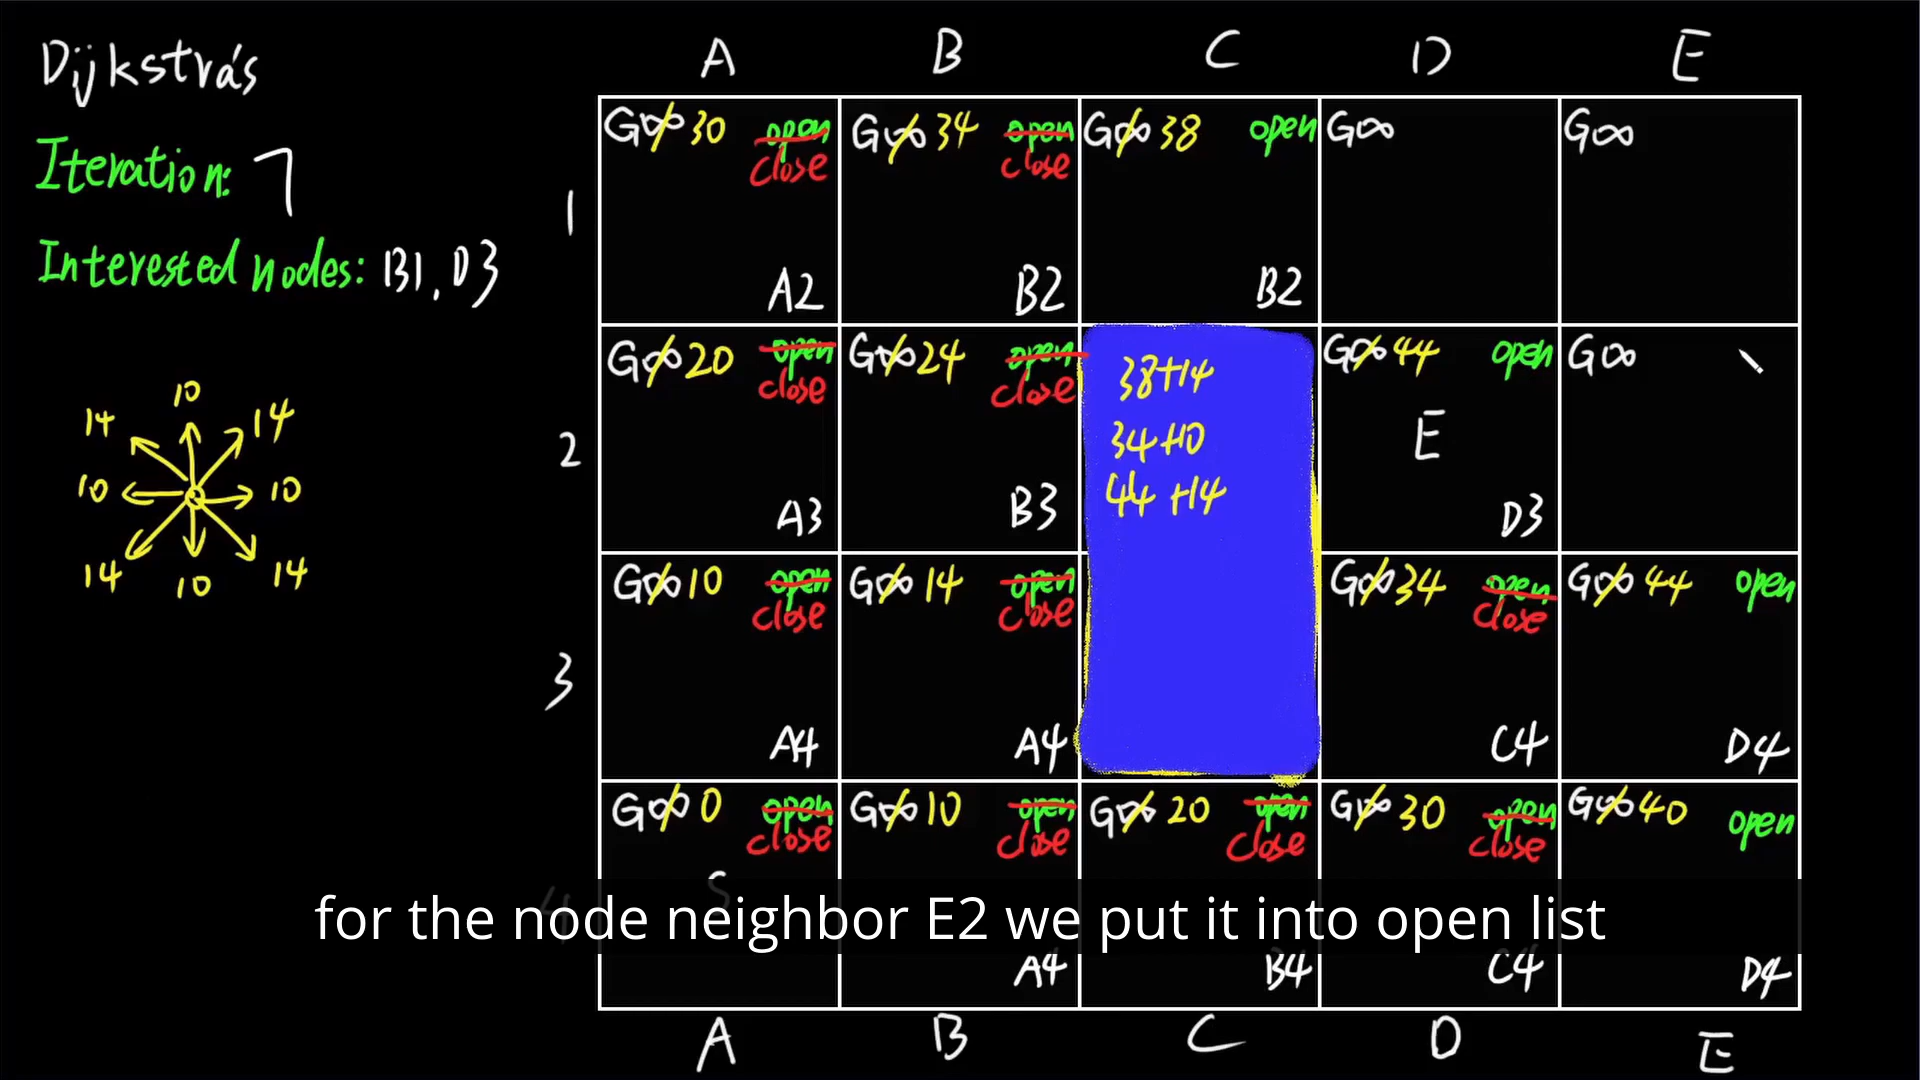 Dijkstra's
Iteration: 7
Interested nodes: B1, D3
10
14 14
10 10
14 14
10
A B C D E
1
G∞ 30 open G∞ 34 open G∞ 38 open G∞ G∞
close close
A2 B2 B2
2
G∞ 20 open G∞ 24 open 38+14 G∞ 44 open G∞
close close
34+10 E
44+14
A3 B3 D3
3
G∞ 10 open G∞ 14 open G∞ 34 open G∞ 44 open
close close close
A4 A4 C4 D4
G∞ 0 open G∞ 10 open G∞ 20 open G∞ 30 open G∞ 40 open
close close close close
S
for the node neighbor E2 we put it into open list
A4 B4 C4 D4
A B C D E